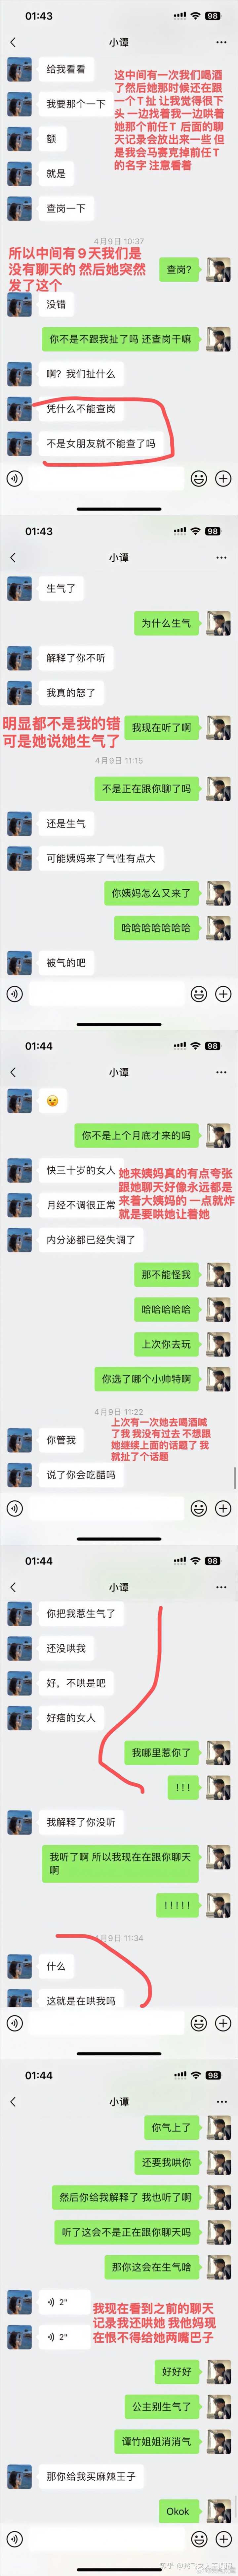 01:43
98
小谭
给我看看
我要那个一下
额
就是
查岗一下
这中间有一次我们喝酒
了然后她那时候还在跟
一个T扯 让我觉得很下
头 一边找着我一边哄着
她那个前任T 后面的聊
天记录会放出来一些 但
是我会马赛克掉前任T
的名字 注意看着
4月9日 10:37
所以中间有9天我们是
没有聊天的 然后她突然
发了这个
查岗?
没错
你不是不跟我扯了吗 还查岗干嘛
啊?我们扯什么
凭什么不能查岗
不是女朋友就不能查了吗
01:43
98
小谭
生气了
为什么生气
解释了你不听
我真的怒了
明显都不是我的错
可是她说她生气了
我现在听了啊
4月9日 11:15
不是正在跟你聊了吗
还是生气
可能姨妈来了气性有点大
你姨妈怎么又来了
哈哈哈哈哈哈哈
被气的吧
01:44
98
小谭
你不是上个月底才来的吗
快三十岁的女人
月经不调很正常
内分泌都已经失调了
她来姨妈真的有点夸张
跟她聊天好像永远都是
来着大姨妈的 一点就炸
就是要哄她让着她
那不能怪我
哈哈哈哈哈
上次你去玩
你选了哪个小帅特啊
4月9日 11:22
上次有一次她去喝酒喊
了我 我没有过去 不想跟
她继续上面的话题了 我
就扯了个话题
你管我
说了你会吃醋吗
01:44
98
小谭
你把我惹生气了
还没哄我
好，不哄是吧
好痞的女人
我哪里惹你了
! ! !
我解释了你没听
我听了啊 所以我现在在跟你聊天
啊
! ! ! ! !
4月9日 11:34
什么
这就是在哄我吗
01:44
98
小谭
你气上了
还要我哄你
然后你给我解释了 我也听了啊
听了这会不是正在跟你聊天吗
那你这会在生气啥
2"
2"
我现在看到之前的聊天
记录我还哄她 我他妈现
在恨不得给她两嘴巴子
好好好
公主别生气了
谭竹姐姐消消气
那你给我买麻辣王子
Okok